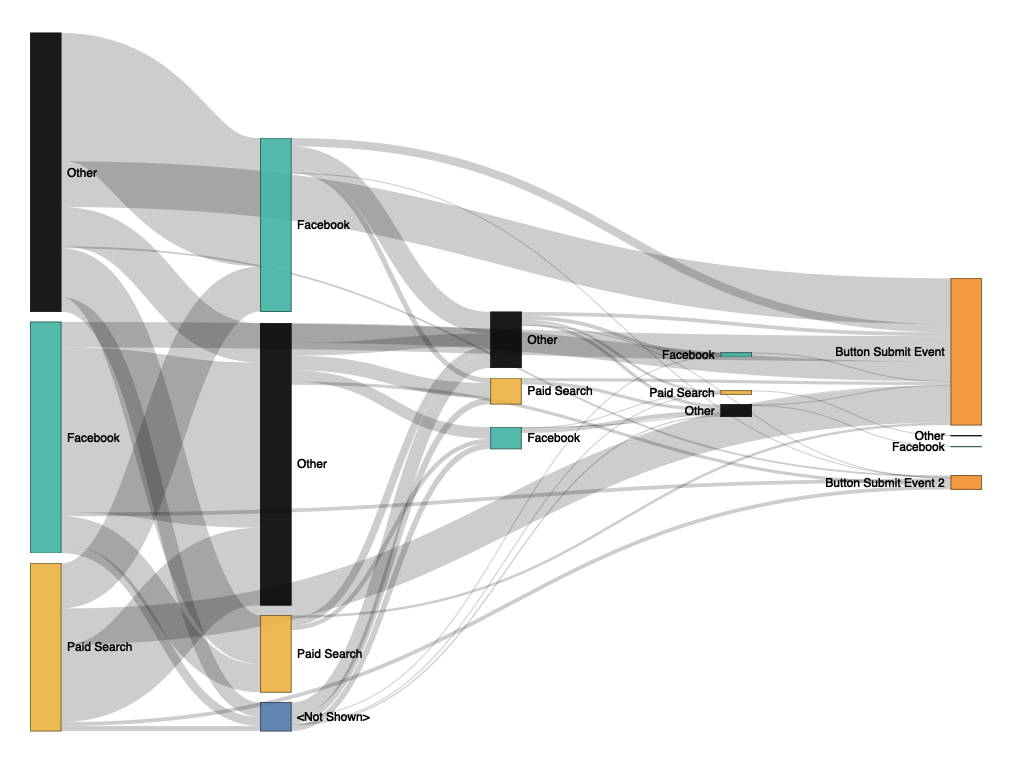 Other
Facebook
Paid Search
Facebook
Other
Paid Search
<Not Shown>
Other
Paid Search
Facebook
Facebook
Paid Search
Other
Button Submit Event
Other
Facebook
Button Submit Event 2